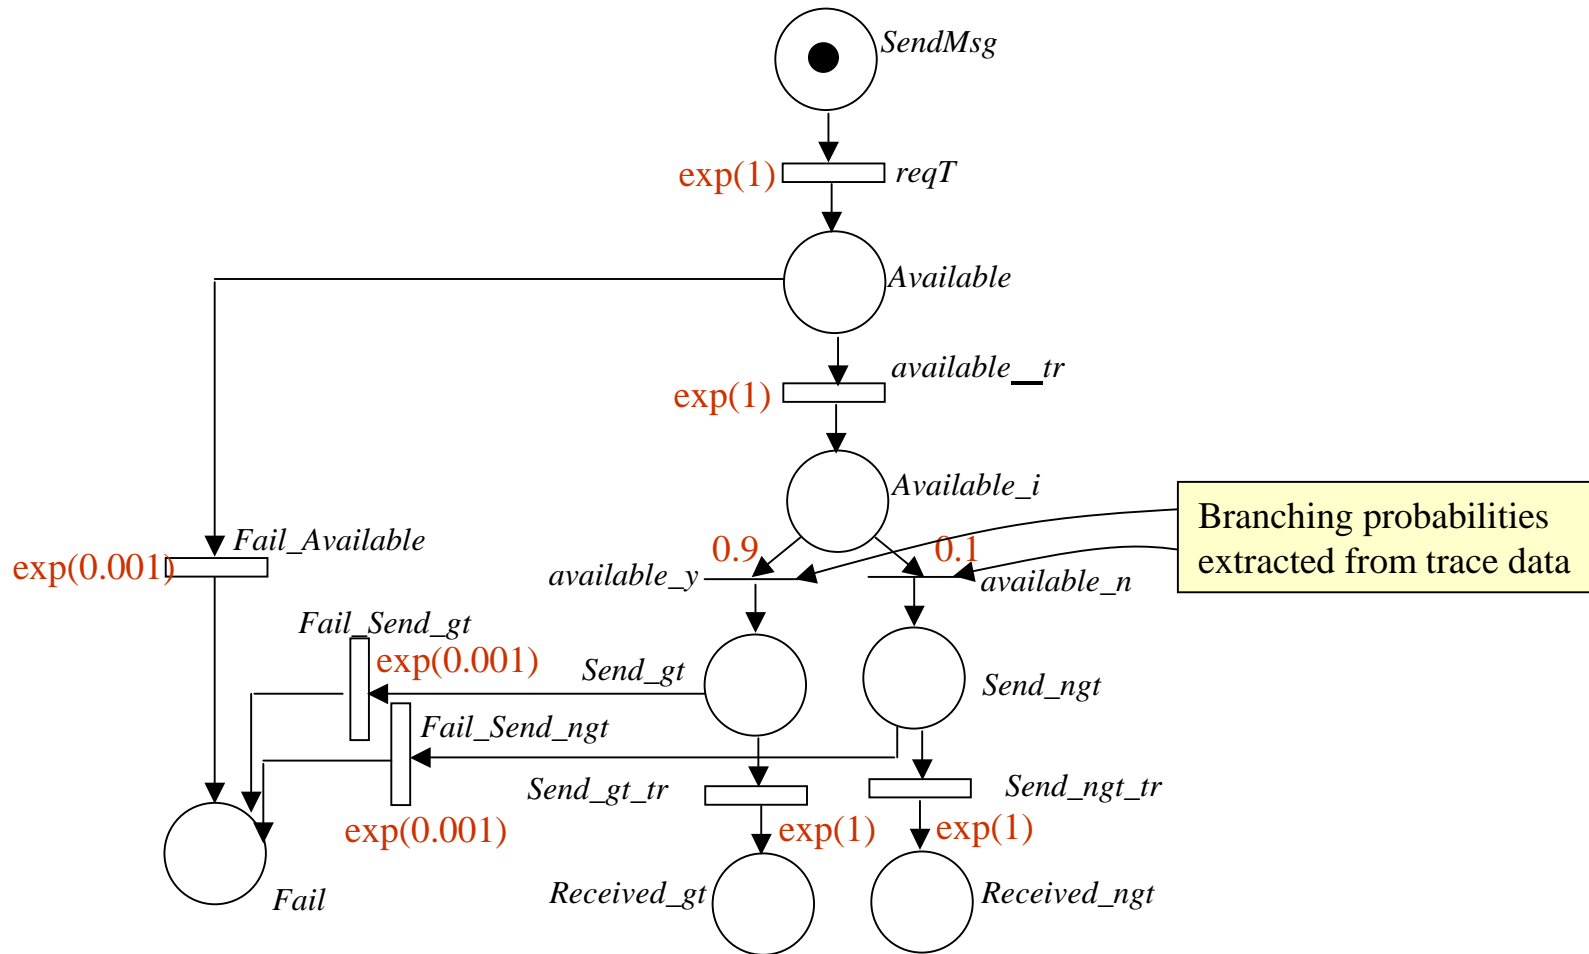 SendMsg
exp(1)
reqT
Available
available__tr
exp(1)
Available_i
Branching probabilities
extracted from trace data
Fail_Available
exp(0.001)
0.9
0.1
available_y
available_n
Fail_Send_gt
exp(0.001)
Send_gt
Send_ngt
Fail_Send_ngt
Send_gt_tr
Send_ngt_tr
exp(0.001)
exp(1)
exp(1)
Fail
Received_gt
Received_ngt